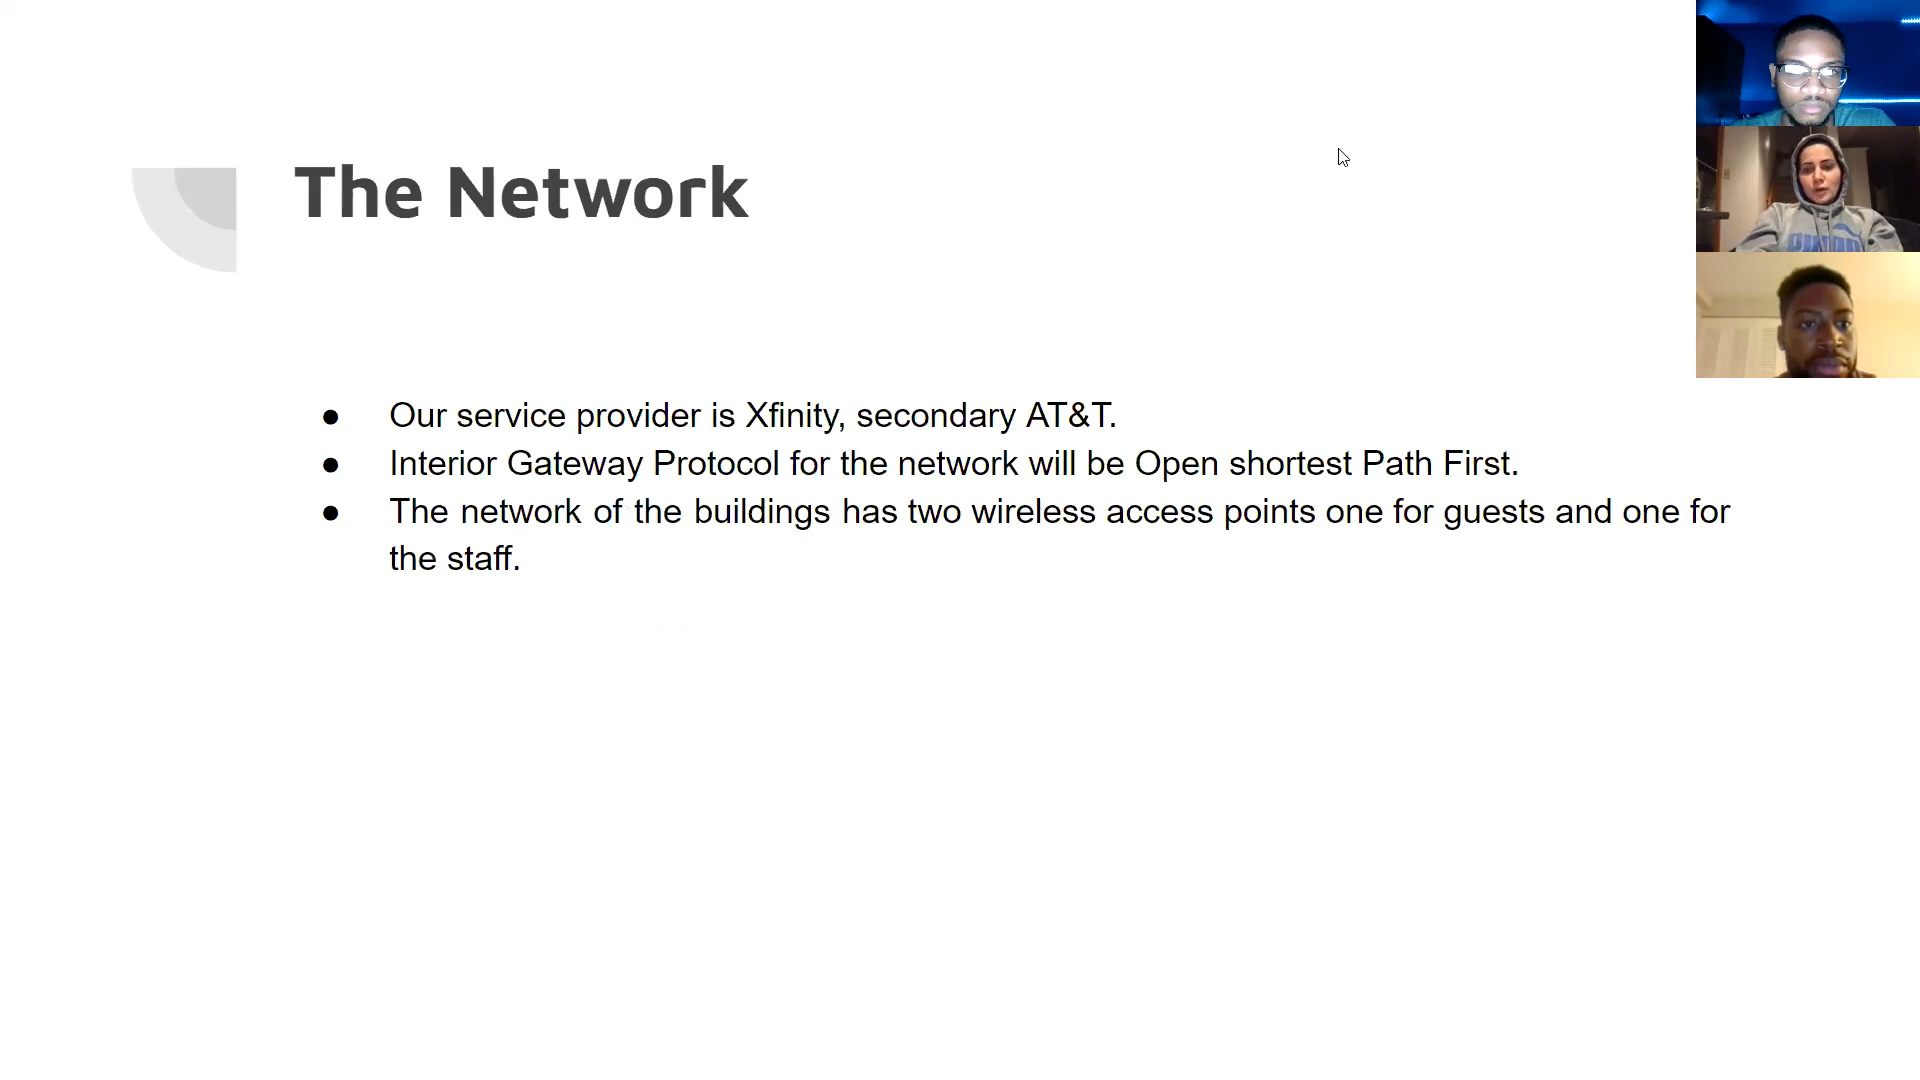 The Network
● Our service provider is Xfinity, secondary AT&T.
● Interior Gateway Protocol for the network will be Open shortest Path First.
● The network of the buildings has two wireless access points one for guests and one for
the staff.